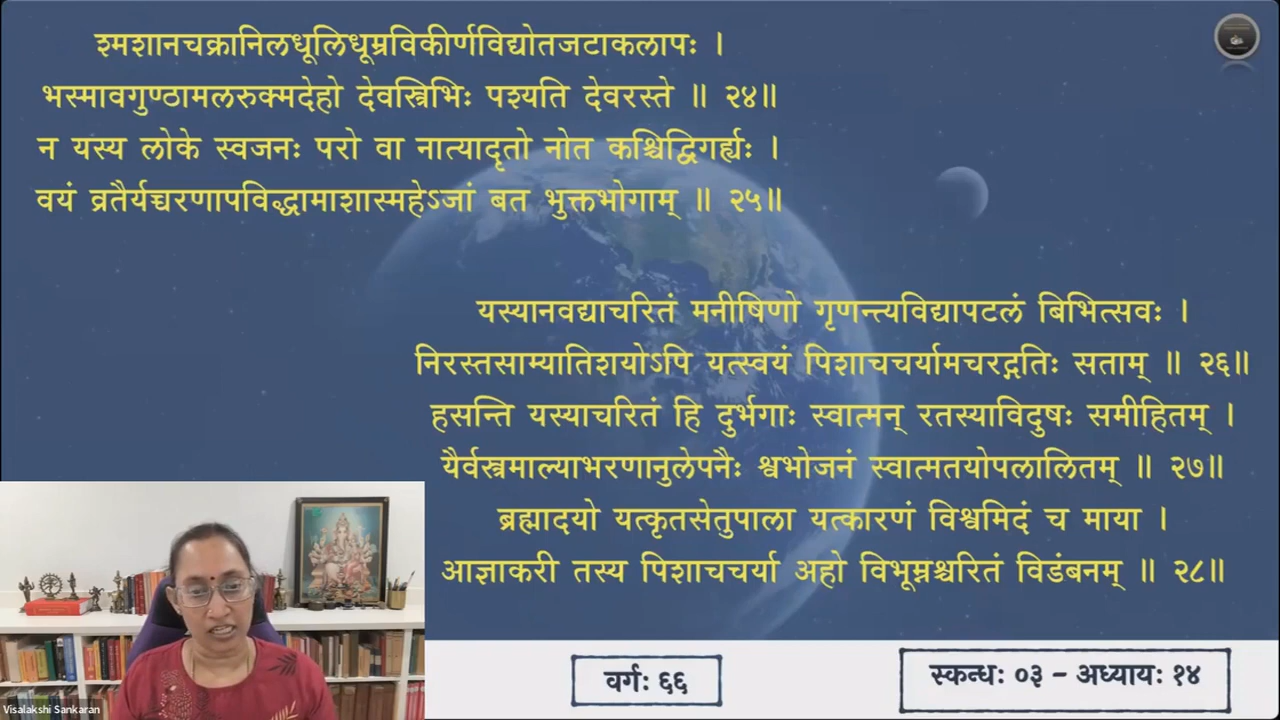 श्मशानचक्रानिलधूलिधूम्रविकीर्णविद्योतजटाकलापः ।
भस्मावगुण्ठामलरुक्मदेहो देवस्त्रिभिः पश्यति देवरस्ते ॥ २४॥
न यस्य लोके स्वजनः परो वा नात्यादृतो नोत कश्चिद्विगर्ह्यः ।
वयं व्रतैर्यच्चरणापविद्धामाशास्महेऽजां बत भुक्तभोगाम् ॥ २५॥
यस्यानवद्याचरितं मनीषिणो गृणन्त्यविद्यापटलं बिभित्सवः ।
निरस्तसाम्यातिशयोऽपि यत्स्वयं पिशाचचर्यामचरद्गतिः सताम् ॥ २६॥
हसन्ति यस्याचरितं हि दुर्भगाः स्वात्मन् रतस्याविदुषः समीहितम् ।
यैर्वस्त्रमाल्याभरणानुलेपनैः श्वभोजनं स्वात्मतयोपलालितम् ॥ २७॥
ब्रह्मादयो यत्कृतसेतुपाला यत्कारणं विश्वमिदं च माया ।
आज्ञाकरी तस्य पिशाचचर्या अहो विभूम्नश्चरितं विडंबनम् ॥ २८॥
Visalakshi Sankaran
वर्गः ६६
स्कन्धः ०३ - अध्यायः १४